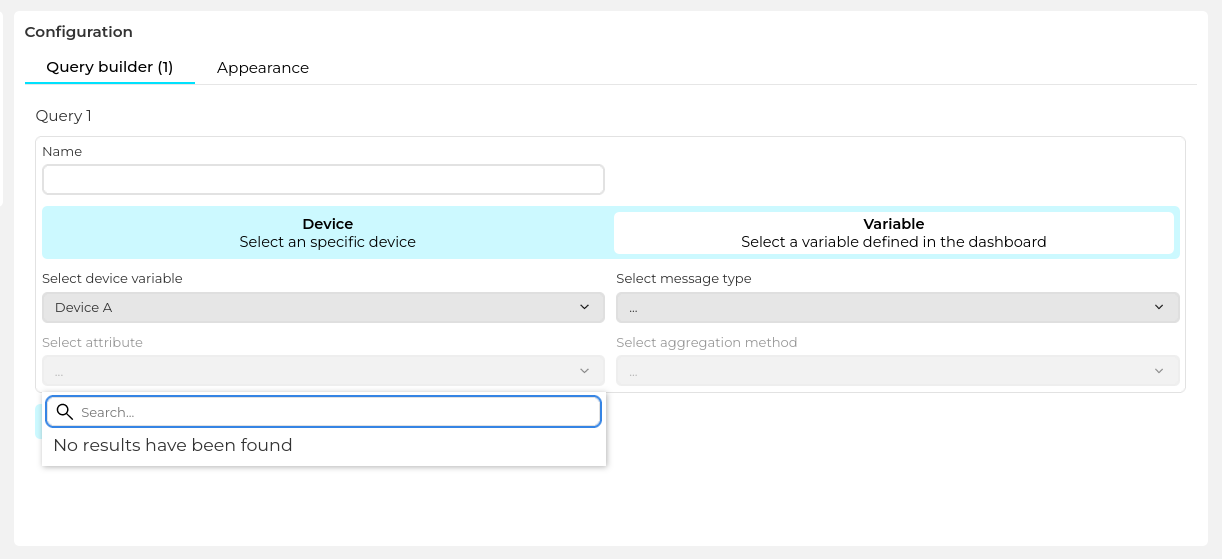 Configuration
Query builder (1)
Appearance
Query 1
Name
Device
Select an specific device
Variable
Select a variable defined in the dashboard
Select device variable
Select message type
Device A
...
Select attribute
Select aggregation method
...
...
Search...
No results have been found